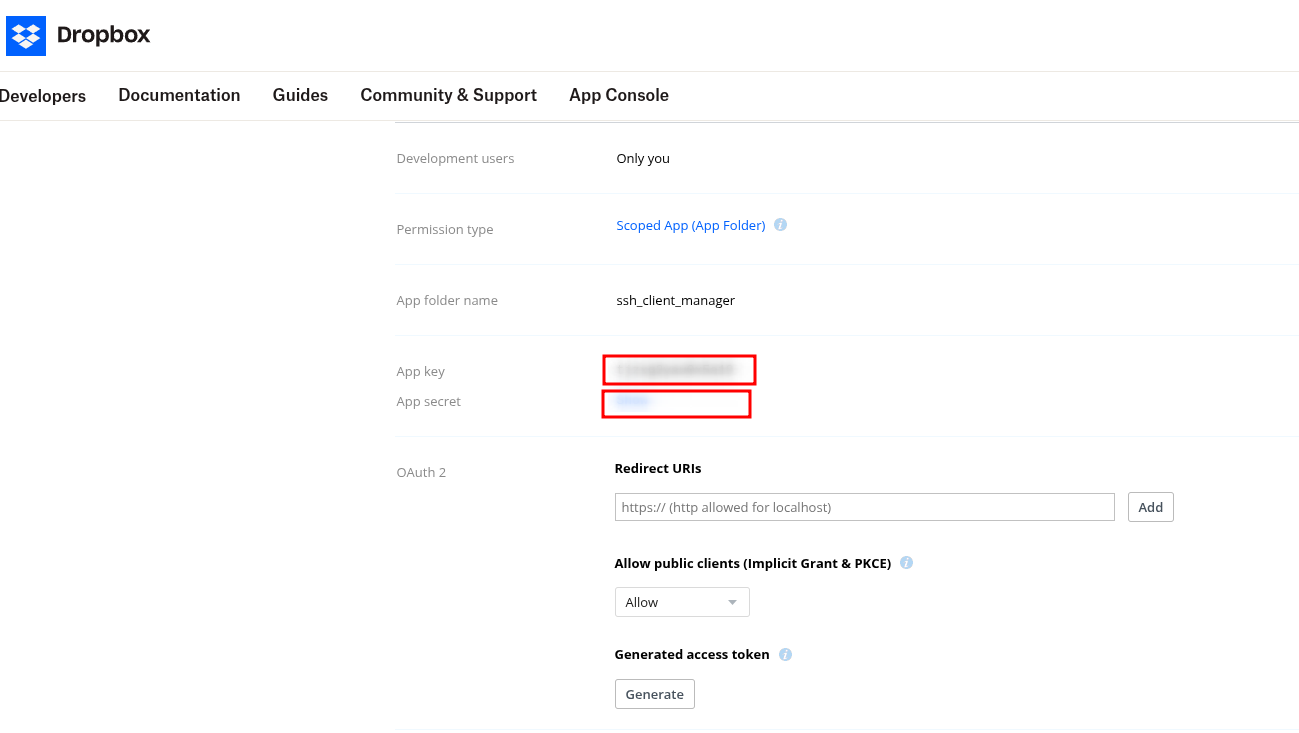 Dropbox
Developers Documentation Guides Community & Support App Console
Development users Only you
Permission type Scoped App (App Folder) i
App folder name ssh_client_manager
App key
App secret
OAuth 2 Redirect URIs
https:// (http allowed for localhost) Add
Allow public clients (Implicit Grant & PKCE) i
Allow
Generated access token i
Generate